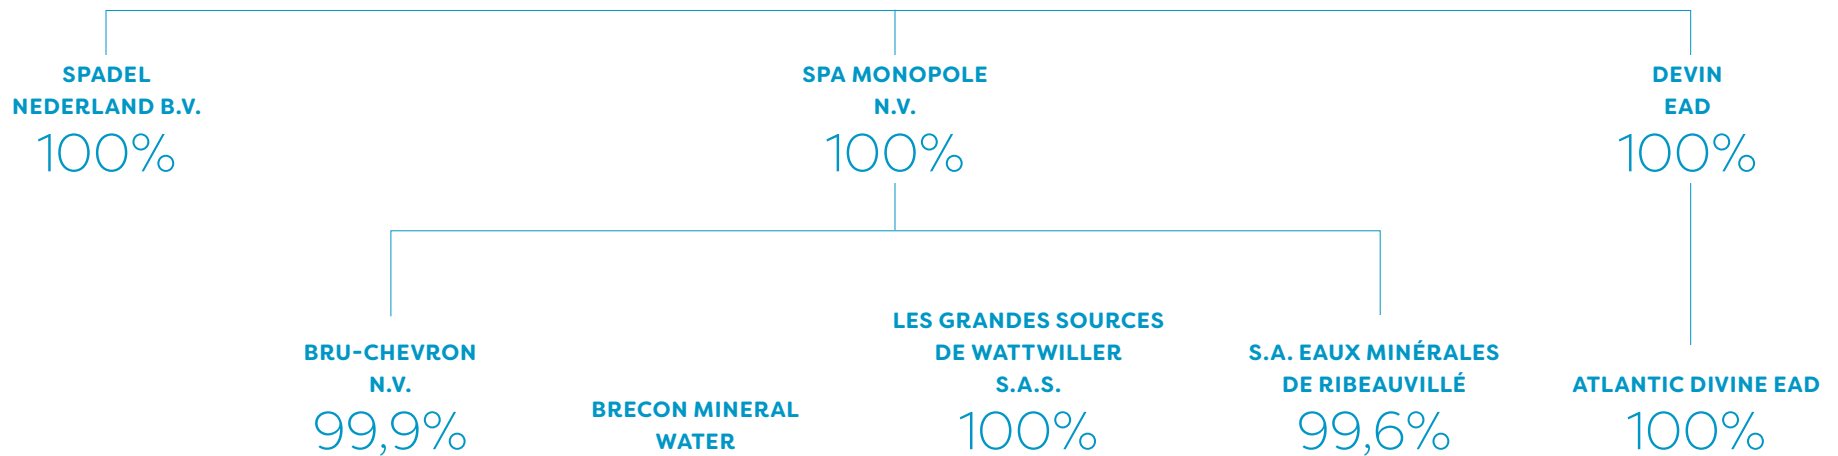 SPADEL
NEDERLAND B.V.
100%
SPA MONOPOLE
N.V.
100%
DEVIN
EAD
100%
BRU-CHEVRON
N.V.
99,9%
BRECON MINERAL
WATER
LES GRANDES SOURCES
DE WATTWILLER
S.A.S.
100%
S.A. EAUX MINÉRALES
DE RIBEAUVILLÉ
99,6%
ATLANTIC DIVINE EAD
100%